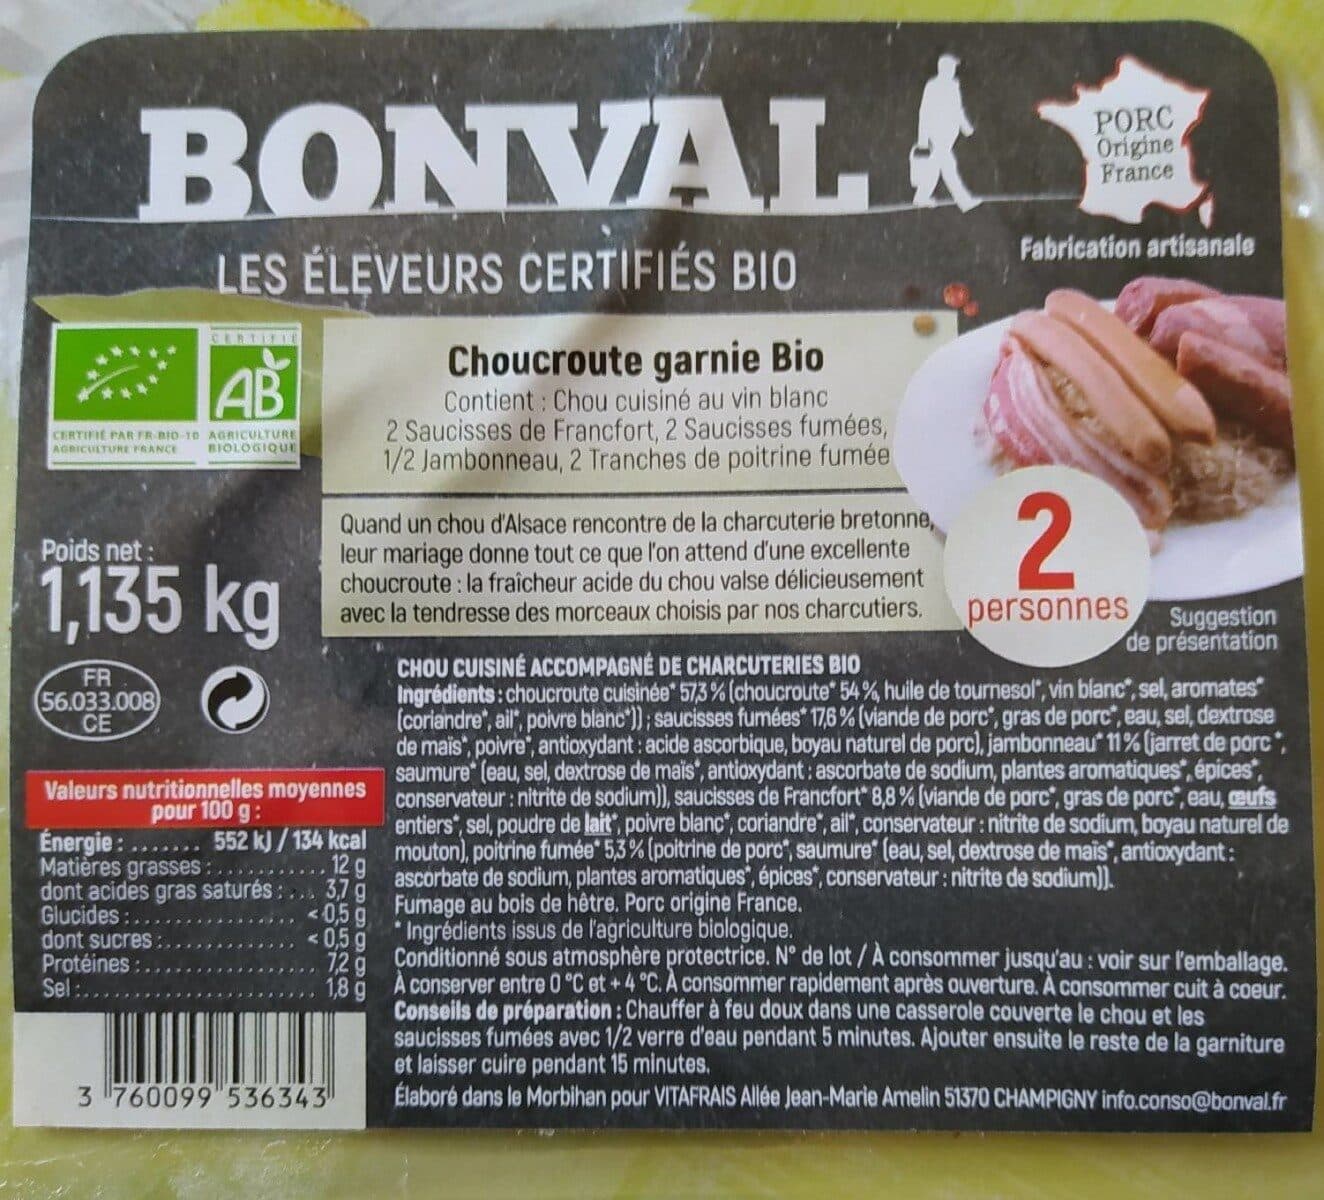 BONVAL
PORC
Origine
France
Fabrication artisanale
LES ÉLEVEURS CERTIFIÉS BIO
CERTIFIÉ
AB
CERTIFIÉ PAR FR-BIO-10
AGRICULTURE FRANCE
AGRICULTURE
BIOLOGIQUE
Choucroute garnie Bio
Contient : Chou cuisiné au vin blanc
2 Saucisses de Francfort, 2 Saucisses fumées,
1/2 Jambonneau, 2 Tranches de poitrine fumée
Quand un chou d'Alsace rencontre de la charcuterie bretonne,
leur mariage donne tout ce que l'on attend d'une excellente
choucroute : la fraîcheur acide du chou valse délicieusement
avec la tendresse des morceaux choisis par nos charcutiers.
2
personnes
Suggestion
de présentation
Poids net :
1,135 kg
FR
56.033.008
CE
Valeurs nutritionnelles moyennes
pour 100 g :
Énergie : ....... 552 kJ / 134 kcal
Matières grasses : ............ 12 g
dont acides gras saturés : ... 3,7 g
Glucides : ................ < 0,5 g
dont sucres : ............. < 0,5 g
Protéines : ................ 7,2 g
Sel : ...................... 1,8 g
3 760099 536343
CHOU CUISINÉ ACCOMPAGNÉ DE CHARCUTERIES BIO
Ingrédients : choucroute cuisinée* 57,3 % (choucroute* 54 %, huile de tournesol*, vin blanc*, sel, aromates*
(coriandre*, ail*, poivre blanc*)) ; saucisses fumées* 17,6 % (viande de porc*, gras de porc*, eau, sel, dextrose
de maïs*, poivre*, antioxydant : acide ascorbique, boyau naturel de porc), jambonneau* 11 % (jarret de porc*,
saumure* (eau, sel, dextrose de maïs*, antioxydant : ascorbate de sodium, plantes aromatiques*, épices*,
conservateur : nitrite de sodium)), saucisses de Francfort* 8,8 % (viande de porc*, gras de porc*, eau, œufs
entiers*, sel, poudre de lait*, poivre blanc*, coriandre*, ail*, conservateur : nitrite de sodium, boyau naturel de
mouton), poitrine fumée* 5,3 % (poitrine de porc*, saumure* (eau, sel, dextrose de maïs*, antioxydant :
ascorbate de sodium, plantes aromatiques*, épices*, conservateur : nitrite de sodium)).
Fumage au bois de hêtre. Porc origine France.
* Ingrédients issus de l'agriculture biologique.
Conditionné sous atmosphère protectrice. N° de lot / À consommer jusqu'au : voir sur l'emballage.
À conserver entre 0 °C et + 4 °C. À consommer rapidement après ouverture. À consommer cuit à coeur.
Conseils de préparation : Chauffer à feu doux dans une casserole couverte le chou et les
saucisses fumées avec 1/2 verre d'eau pendant 5 minutes. Ajouter ensuite le reste de la garniture
et laisser cuire pendant 15 minutes.
Élaboré dans le Morbihan pour VITAFRAIS Allée Jean-Marie Amelin 51370 CHAMPIGNY info.conso@bonval.fr